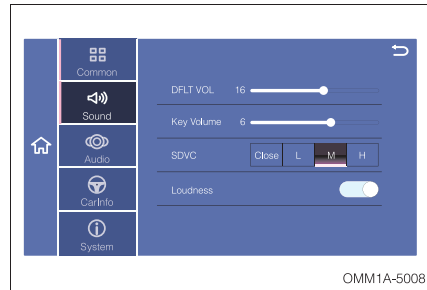 Common
Sound
Audio
CarInfo
System
DFLT VOL 16
Key Volume 6
SDVC Close L M H
Loudness
OMM1A-5008